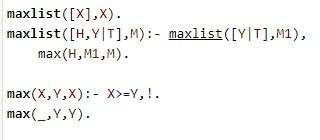 maxlist([X],X).
maxlist([H,Y|T],M):- maxlist([Y|T],M1),
    max(H,M1,M).
max(X,Y,X):- X>=Y,!.
max(_,Y,Y).